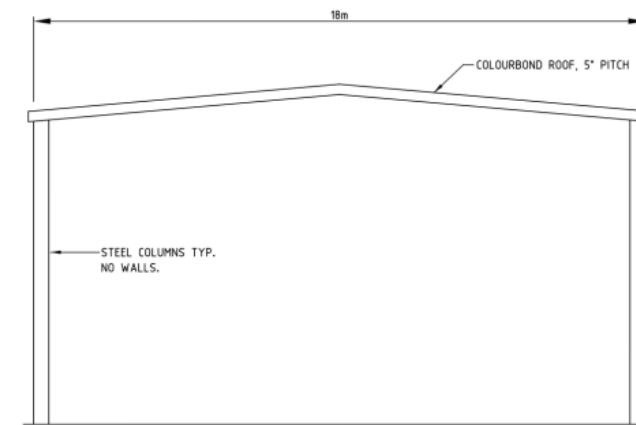 18m
COLOURBOND ROOF, 5° PITCH
STEEL COLUMNS TYP.
NO WALLS.